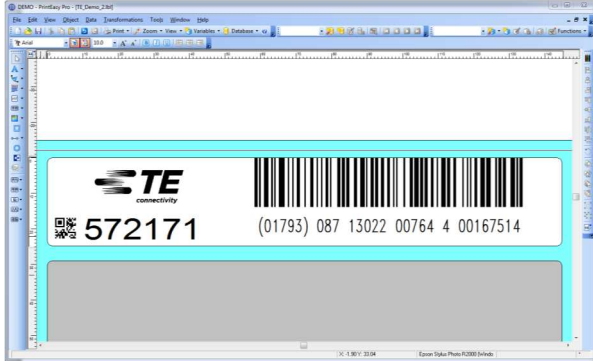 DEMO - PrintEasy Pro - [TE_Demo_2.lbl]
File Edit View Object Data Transformations Tools Window Help
Print Zoom View Variables Database Functions
Arial 10.0
TE
connectivity
572171
(01793) 087 13022 00764 4 00167514
X: -1.90 Y: 33.04 Epson Stylus Photo R2000 (Windo